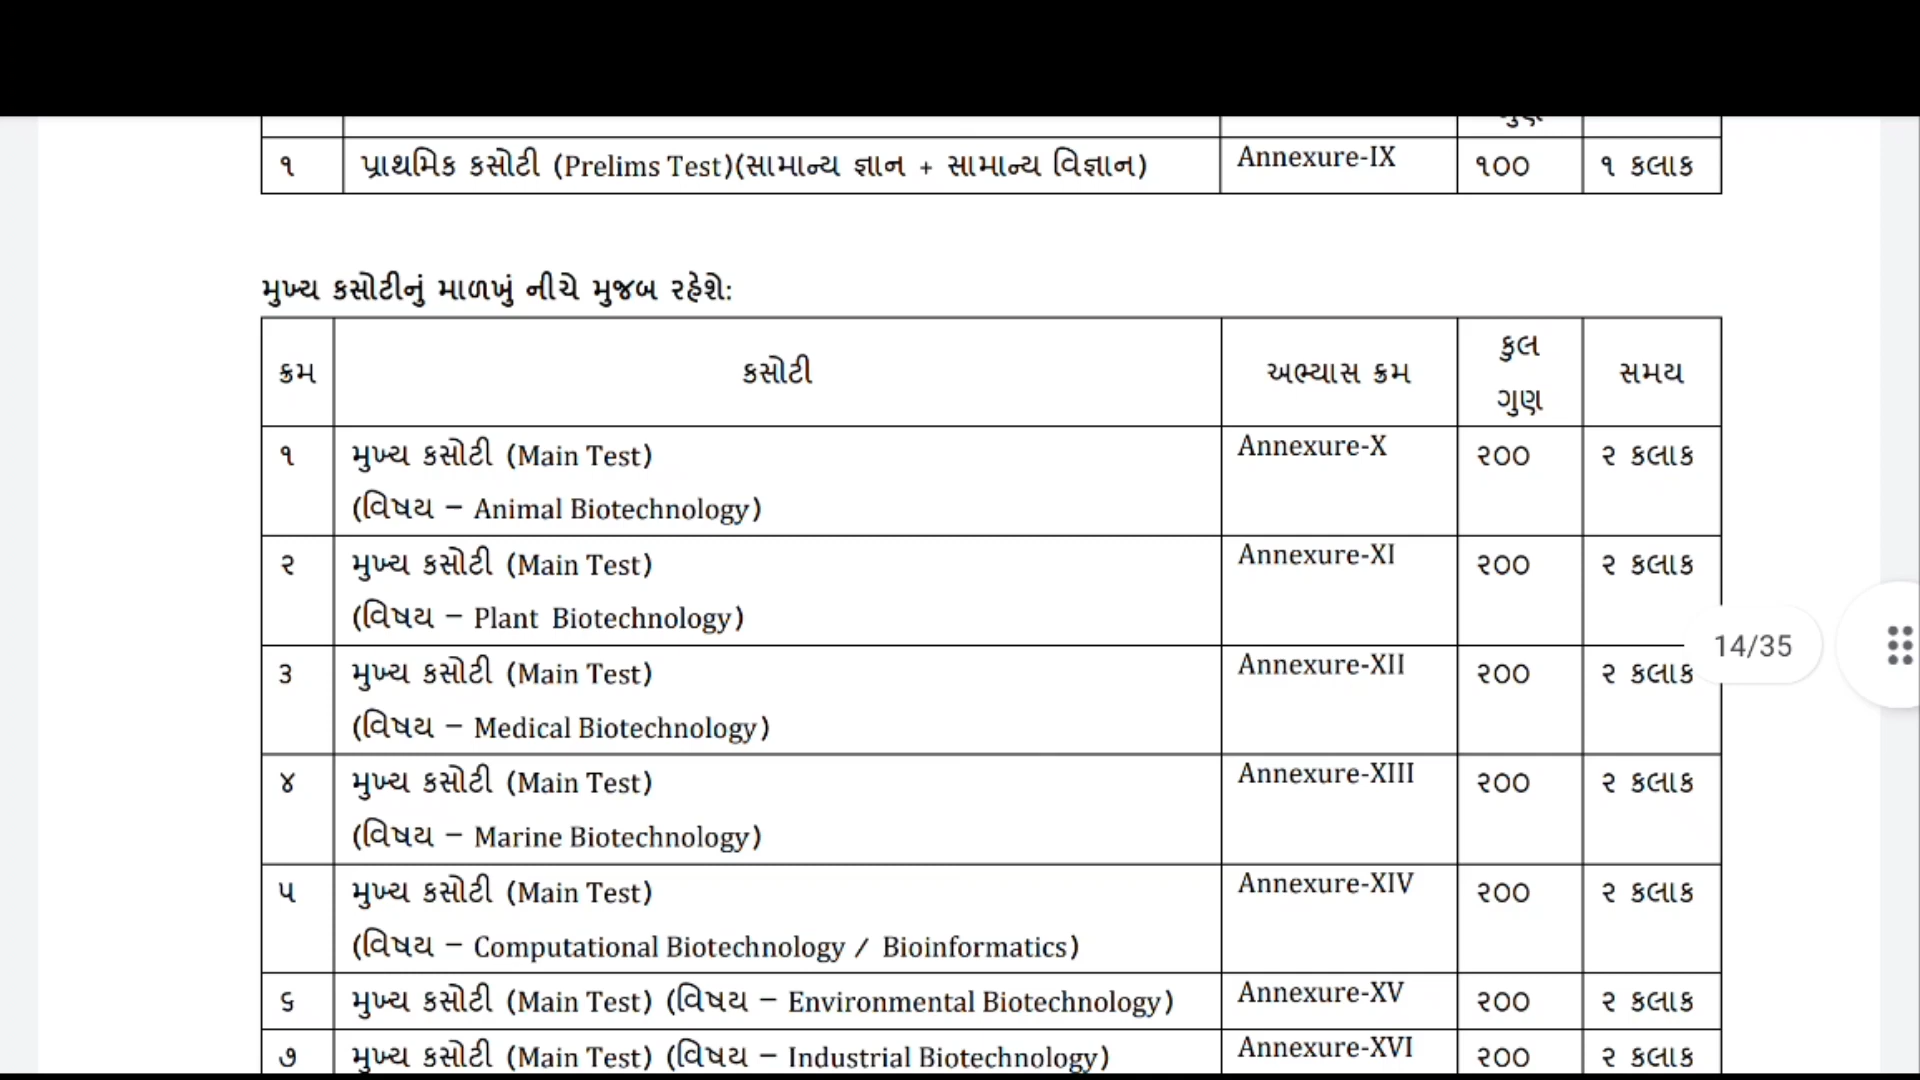 ૧ પ્રાથમિક કસોટી (Prelims Test)(સામાન્ય જ્ઞાન + સામાન્ય વિજ્ઞાન) Annexure-IX ૧૦૦ ૧ કલાક
મુખ્ય કસોટીનું માળખું નીચે મુજબ રહેશે:
ક્રમ કસોટી અભ્યાસ ક્રમ કુલ ગુણ સમય
૧ મુખ્ય કસોટી (Main Test) Annexure-X ૨૦૦ ૨ કલાક
(વિષય – Animal Biotechnology)
૨ મુખ્ય કસોટી (Main Test) Annexure-XI ૨૦૦ ૨ કલાક
(વિષય – Plant Biotechnology)
14/35
૩ મુખ્ય કસોટી (Main Test) Annexure-XII ૨૦૦ ૨ કલાક
(વિષય – Medical Biotechnology)
૪ મુખ્ય કસોટી (Main Test) Annexure-XIII ૨૦૦ ૨ કલાક
(વિષય – Marine Biotechnology)
૫ મુખ્ય કસોટી (Main Test) Annexure-XIV ૨૦૦ ૨ કલાક
(વિષય – Computational Biotechnology / Bioinformatics)
૬ મુખ્ય કસોટી (Main Test) (વિષય – Environmental Biotechnology) Annexure-XV ૨૦૦ ૨ કલાક
૭ મુખ્ય કસોટી (Main Test) (વિષય – Industrial Biotechnology) Annexure-XVI ૨૦૦ ૨ કલાક